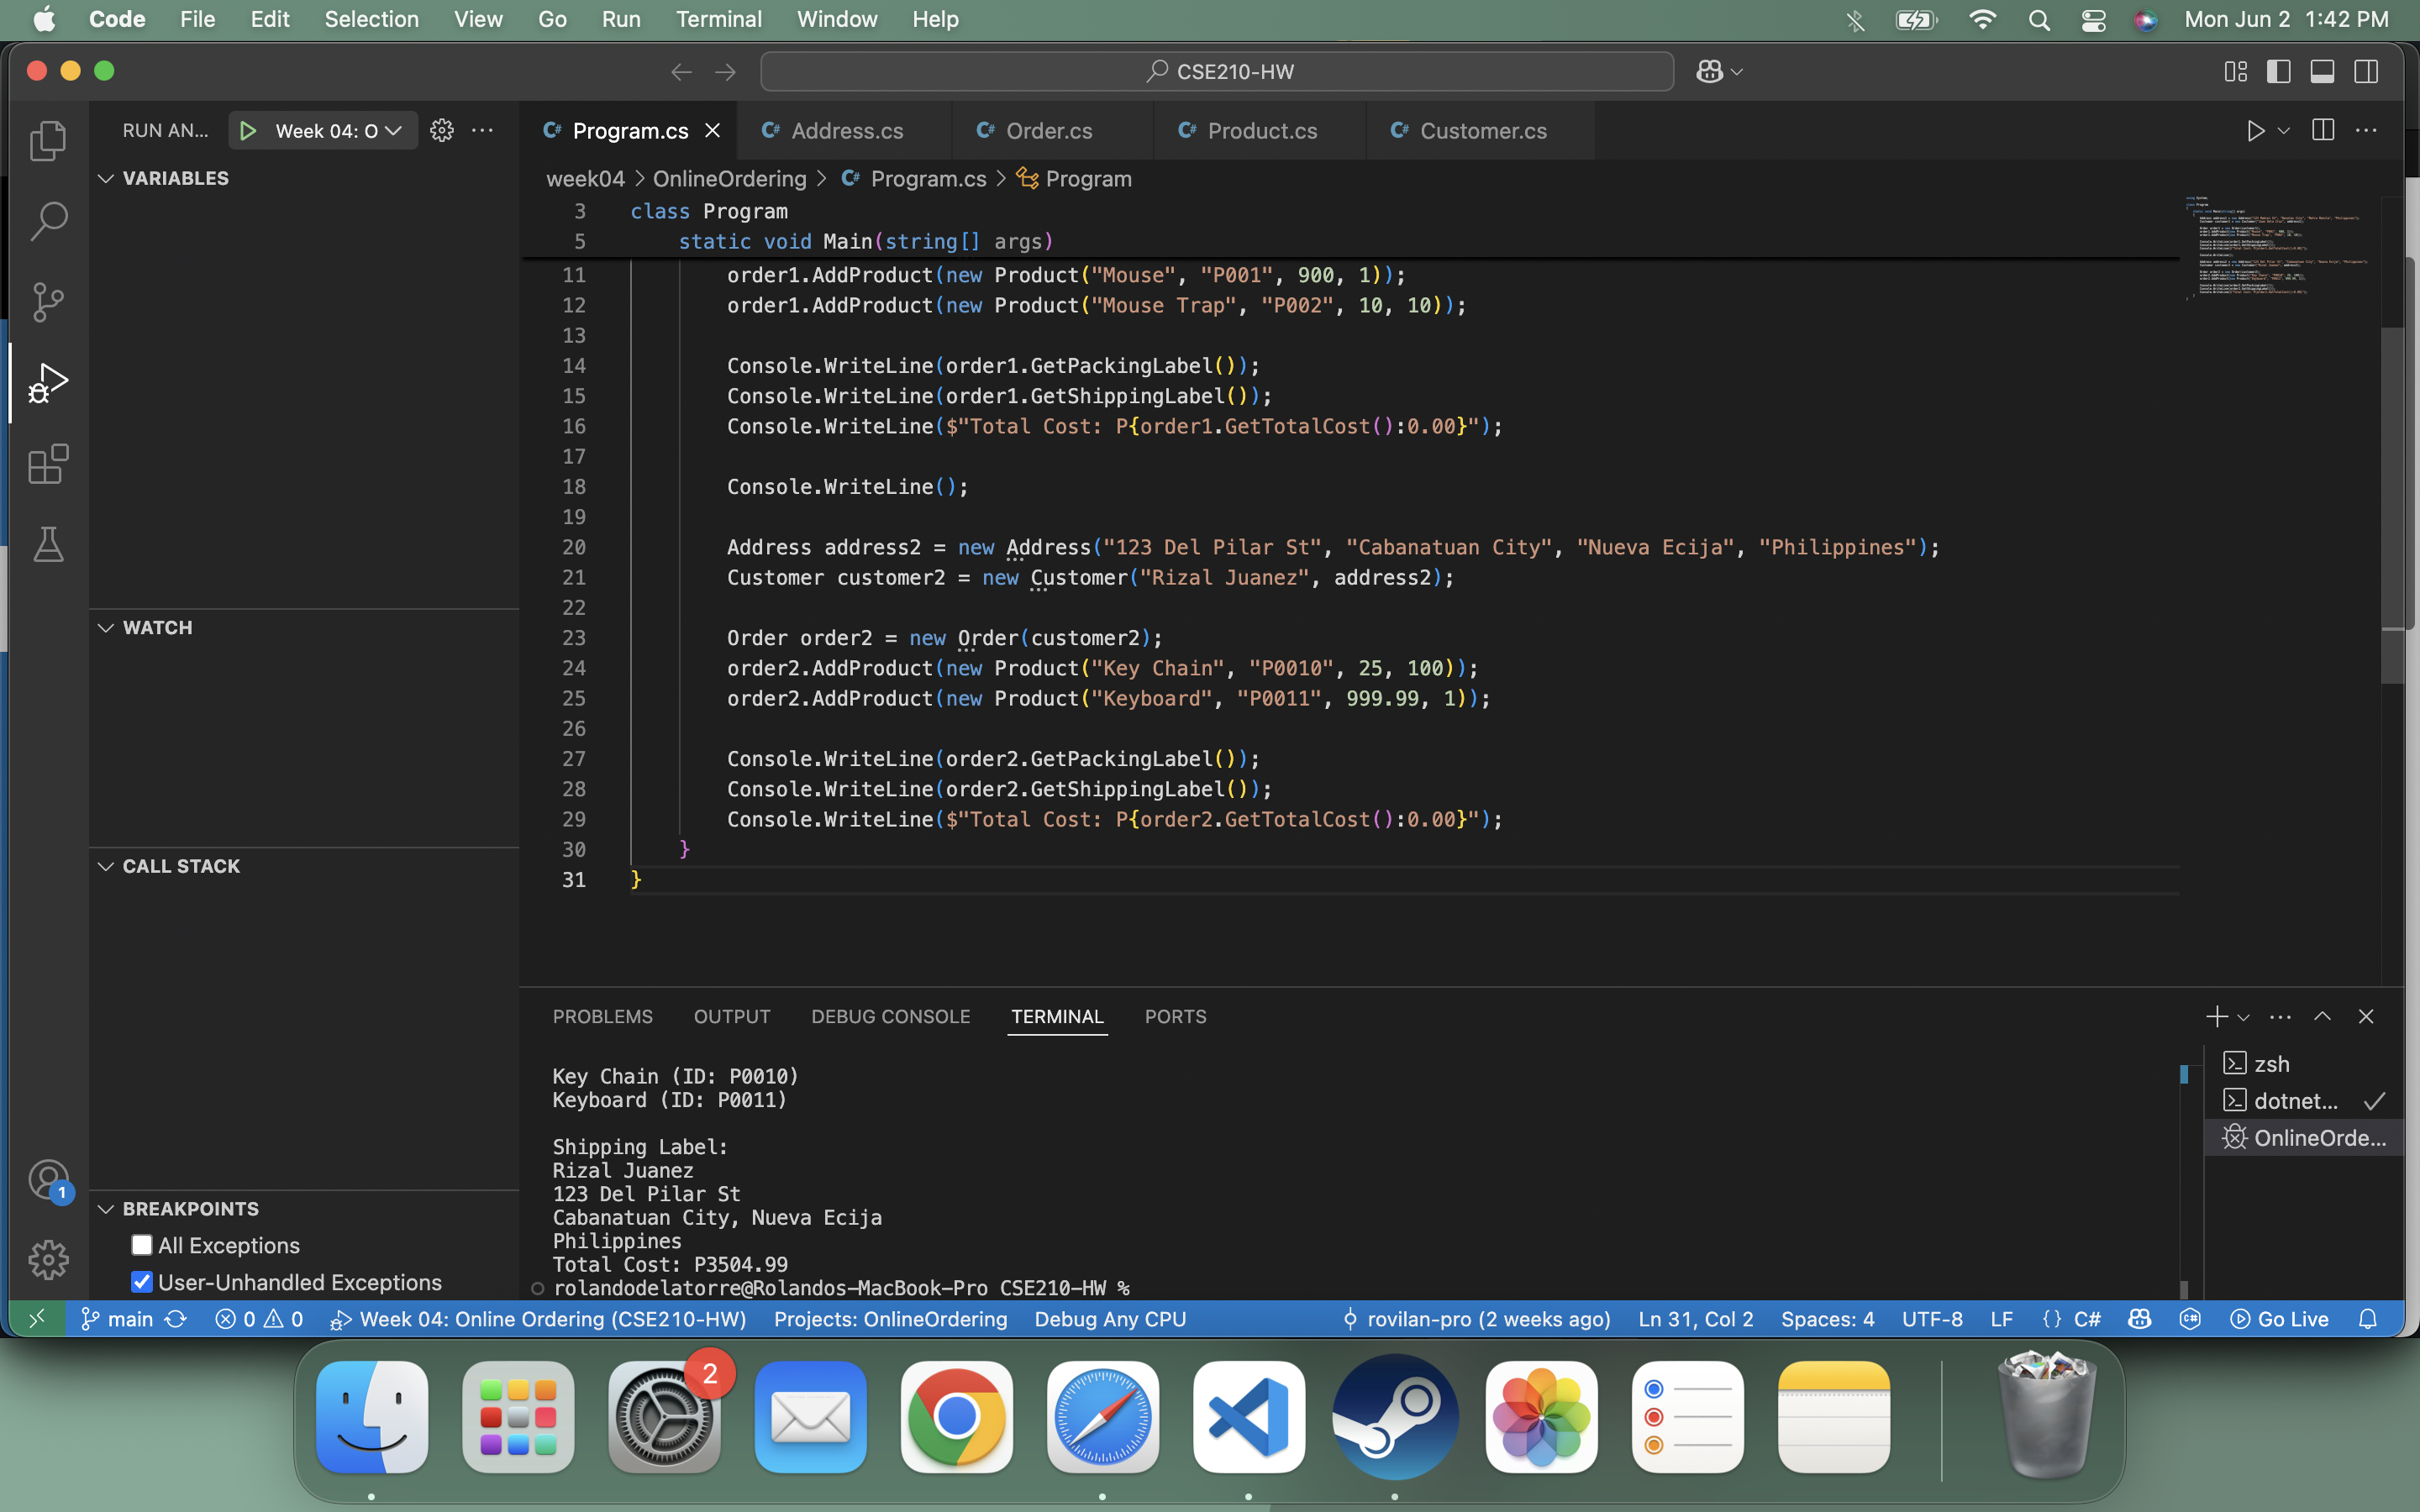 Code File Edit Selection View Go Run Terminal Window Help Mon Jun 2 1:42 PM
CSE210-HW
RUN AN... Week 04: O
Program.cs Address.cs Order.cs Product.cs Customer.cs
VARIABLES
week04 > OnlineOrdering > Program.cs > Program
3 class Program
5 static void Main(string[] args)
11 order1.AddProduct(new Product("Mouse", "P001", 900, 1));
12 order1.AddProduct(new Product("Mouse Trap", "P002", 10, 10));
13
14 Console.WriteLine(order1.GetPackingLabel());
15 Console.WriteLine(order1.GetShippingLabel());
16 Console.WriteLine($"Total Cost: P{order1.GetTotalCost():0.00}");
17
18 Console.WriteLine();
19
20 Address address2 = new Address("123 Del Pilar St", "Cabanatuan City", "Nueva Ecija", "Philippines");
21 Customer customer2 = new Customer("Rizal Juanez", address2);
22
23 Order order2 = new Order(customer2);
24 order2.AddProduct(new Product("Key Chain", "P0010", 25, 100));
25 order2.AddProduct(new Product("Keyboard", "P0011", 999.99, 1));
26
27 Console.WriteLine(order2.GetPackingLabel());
28 Console.WriteLine(order2.GetShippingLabel());
29 Console.WriteLine($"Total Cost: P{order2.GetTotalCost():0.00}");
30 }
31 }
WATCH
CALL STACK
BREAKPOINTS
All Exceptions
User-Unhandled Exceptions
1
PROBLEMS OUTPUT DEBUG CONSOLE TERMINAL PORTS
Key Chain (ID: P0010)
Keyboard (ID: P0011)
Shipping Label:
Rizal Juanez
123 Del Pilar St
Cabanatuan City, Nueva Ecija
Philippines
Total Cost: P3504.99
rolandodelatorre@Rolandos-MacBook-Pro CSE210-HW %
zsh
dotnet...
OnlineOrde...
main 0 0 Week 04: Online Ordering (CSE210-HW) Projects: OnlineOrdering Debug Any CPU rovilan-pro (2 weeks ago) Ln 31, Col 2 Spaces: 4 UTF-8 LF {} C# Go Live
2